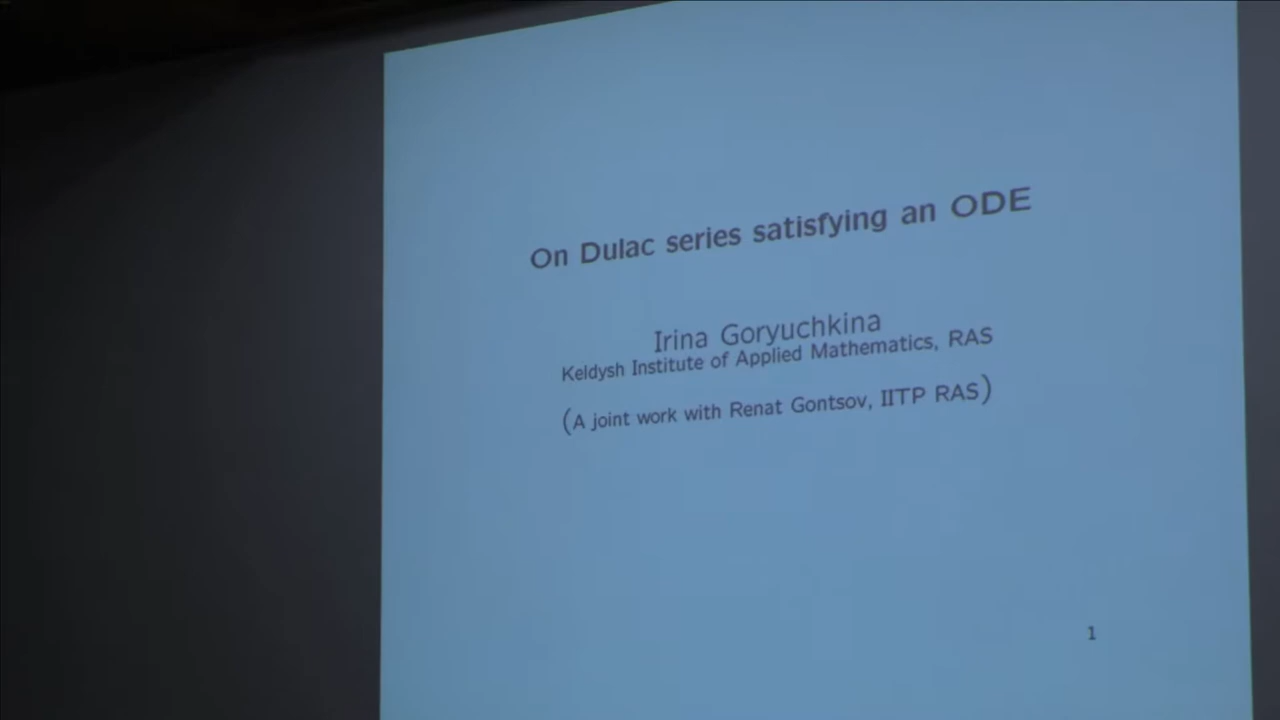 On Dulac series satisfying an ODE
Irina Goryuchkina
Keldysh Institute of Applied Mathematics, RAS
(A joint work with Renat Gontsov, IITP RAS)
1